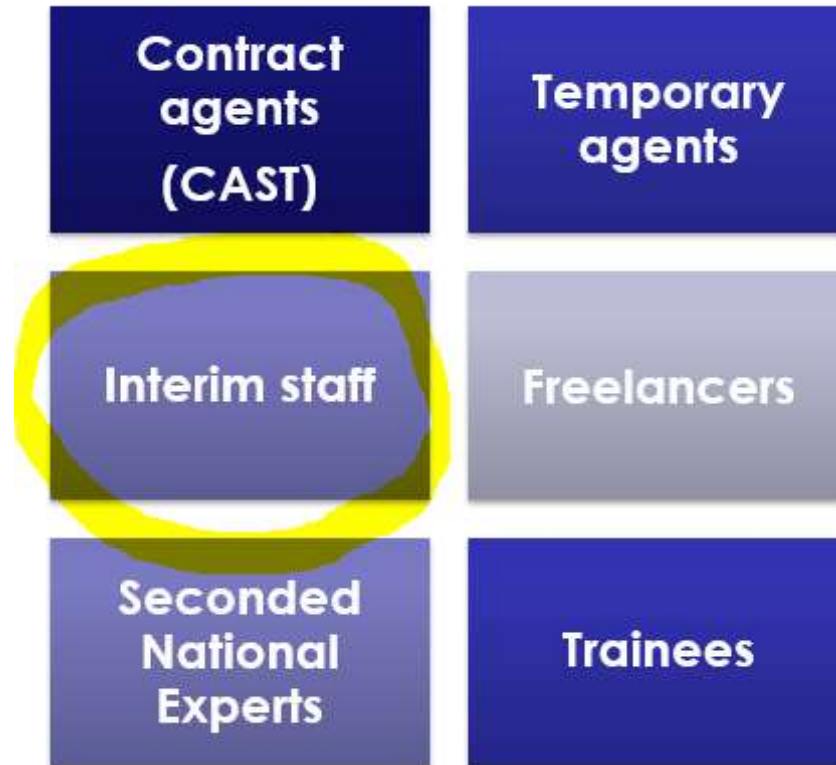 Contract
agents
(CAST)
Temporary
agents
Interim staff
Freelancers
Seconded
National
Experts
Trainees